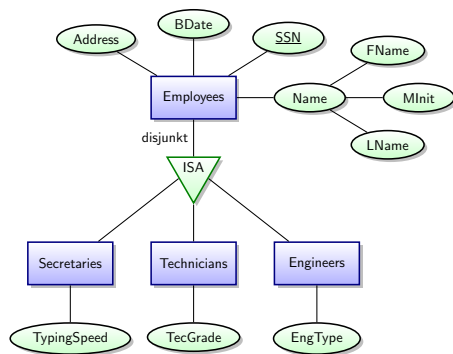 BDate
Address
SSN
FName
Employees
Name
MInit
disjunkt
LName
ISA
Secretaries
Technicians
Engineers
TypingSpeed
TecGrade
EngType